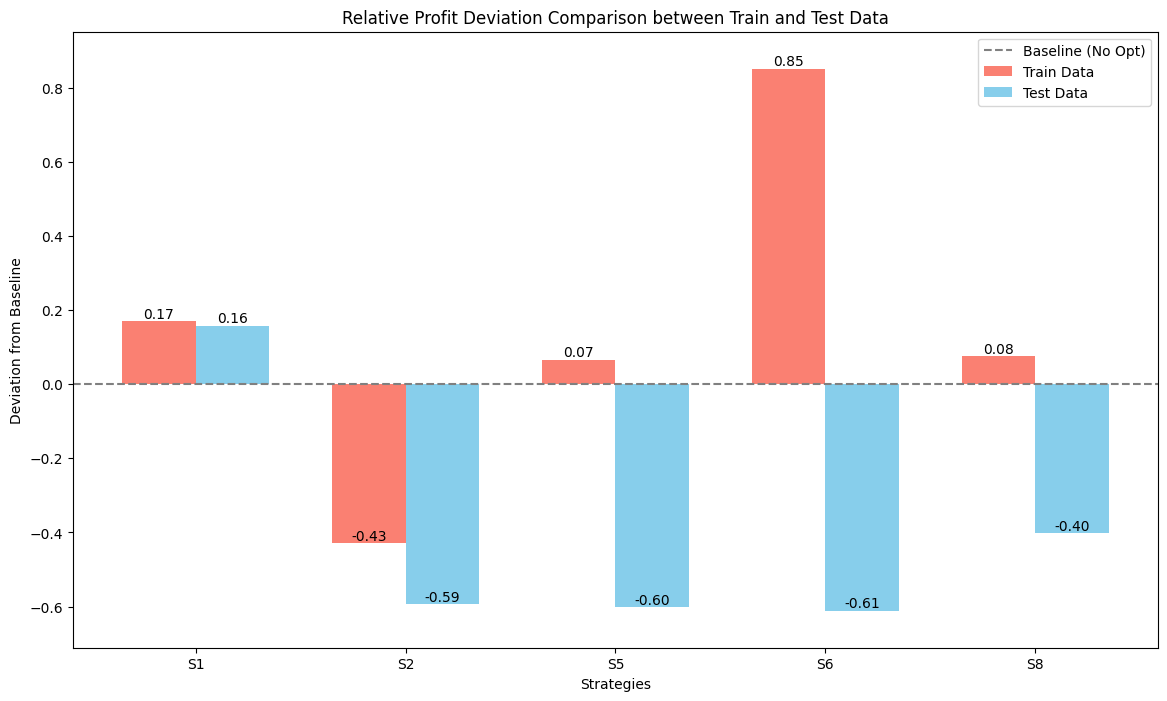 Relative Profit Deviation Comparison between Train and Test Data
Baseline (No Opt)
Train Data
Test Data
Deviation from Baseline
0.8
0.6
0.4
0.2
0.0
−0.2
−0.4
−0.6
0.17
0.16
-0.43
-0.59
0.07
-0.60
0.85
-0.61
0.08
-0.40
S1 S2 S5 S6 S8
Strategies